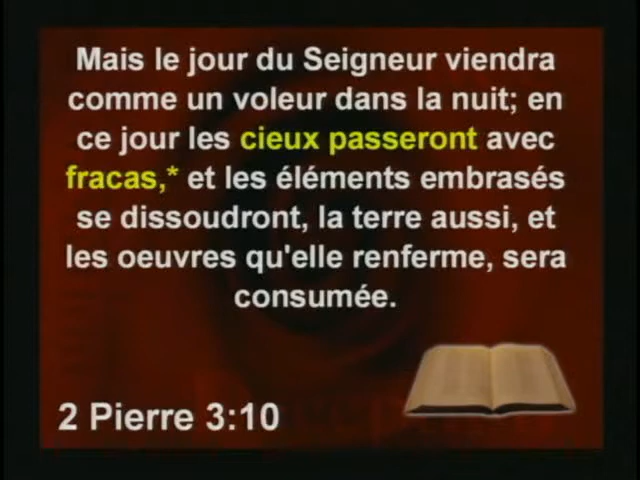 Mais le jour du Seigneur viendra
comme un voleur dans la nuit; en
ce jour les cieux passeront avec
fracas,* et les éléments embrasés
se dissoudront, la terre aussi, et
les oeuvres qu'elle renferme, sera
consumée.
2 Pierre 3:10